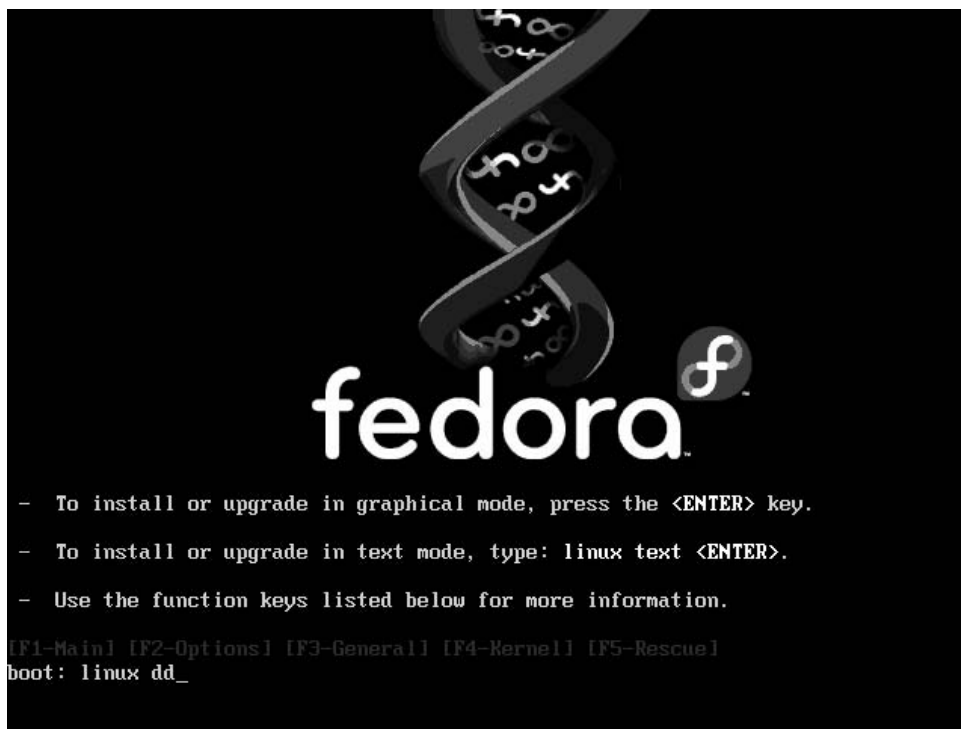 fedora™
- To install or upgrade in graphical mode, press the <ENTER> key.
- To install or upgrade in text mode, type: linux text <ENTER>.
- Use the function keys listed below for more information.
[F1-Main] [F2-Options] [F3-General] [F4-Kernel] [F5-Rescue]
boot: linux dd_